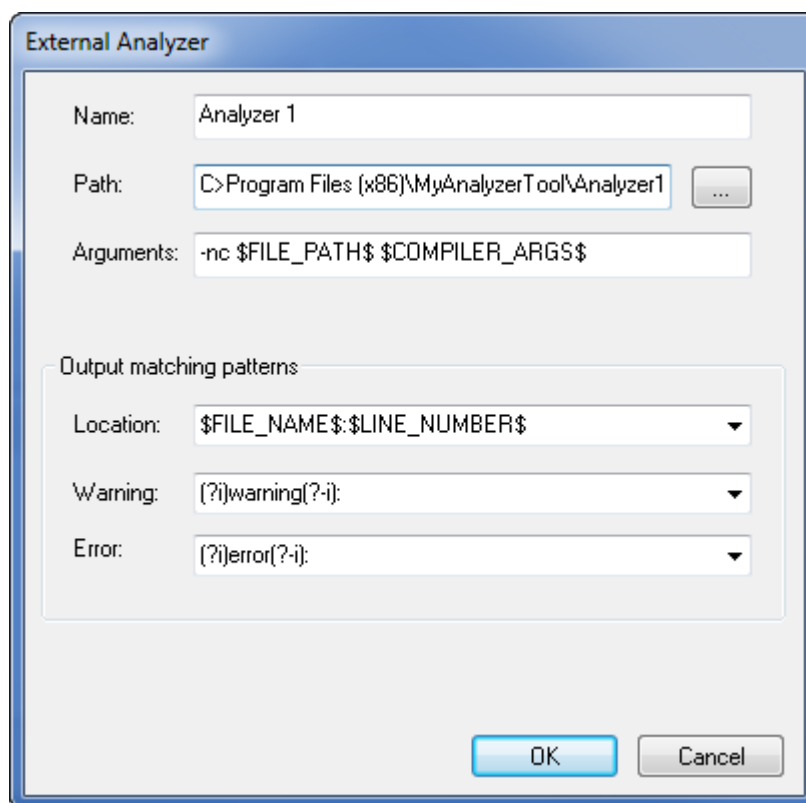 External Analyzer
Name: Analyzer 1
Path: C>Program Files (x86)\MyAnalyzerTool\Analyzer1 ...
Arguments: -nc $FILE_PATH$ $COMPILER_ARGS$
Output matching patterns
Location: $FILE_NAME$:$LINE_NUMBER$
Warning: (?i)warning(?-i):
Error: (?i)error(?-i):
OK Cancel